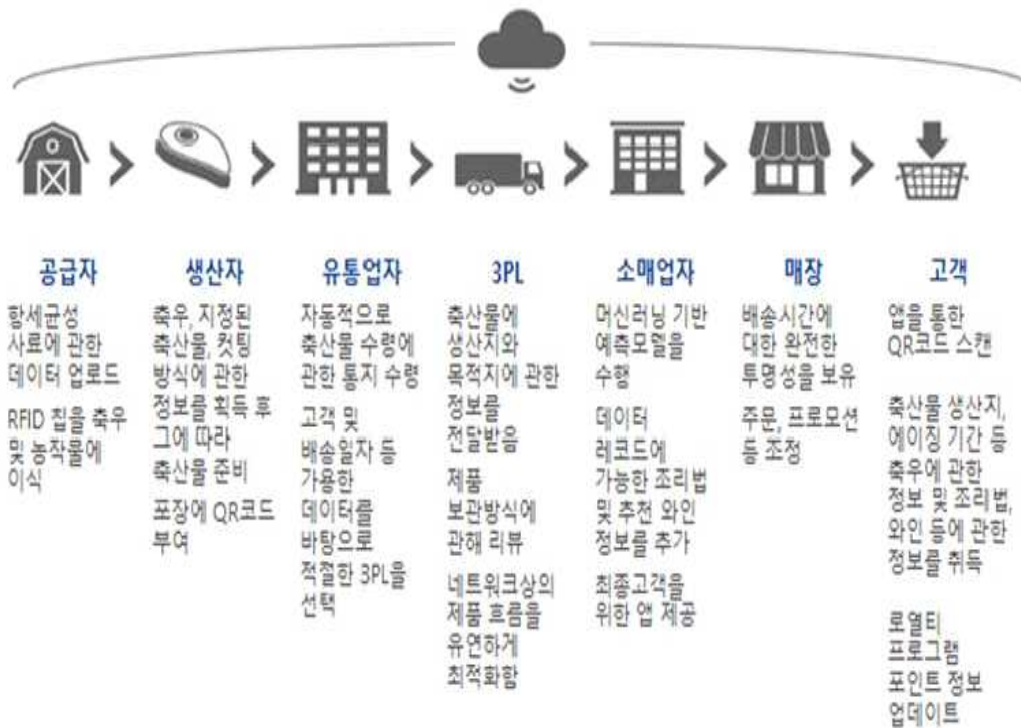 공급자
항세균성
사료에 관한
데이터 업로드
RFID 칩을 축우
및 농작물에
이식
생산자
축우, 지정된
축산물, 컷팅
방식에 관한
정보를 획득 후
그에 따라
축산물 준비
포장에 QR코드
부여
유통업자
자동적으로
축산물 수령에
관한 통지 수령
고객 및
배송일자 등
가용한
데이터를
바탕으로
적절한 3PL을
선택
3PL
축산물에
생산지와
목적지에 관한
정보를
전달받음
제품
보관방식에
관해 리뷰
네트워크상의
제품 흐름을
유연하게
최적화함
소매업자
머신러닝 기반
예측모델을
수행
데이터
레코드에
가능한 조리법
및 추천 와인
정보를 추가
최종고객을
위한 앱 제공
매장
배송시간에
대한 완전한
투명성을 보유
주문, 프로모션
등 조정
고객
앱을 통한
QR코드 스캔
축산물 생산지,
에이징 기간 등
축우에 관한
정보 및 조리법,
와인 등에 관한
정보를 취득
로열티
프로그램
포인트 정보
업데이트